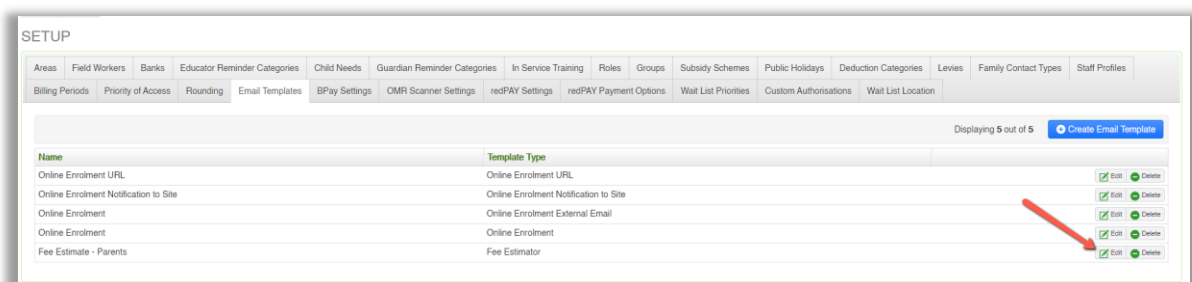 SETUP
Areas Field Workers Banks Educator Reminder Categories Child Needs Guardian Reminder Categories In Service Training Roles Groups Subsidy Schemes Public Holidays Deduction Categories Levies Family Contact Types Staff Profiles
Billing Periods Priority of Access Rounding Email Templates BPay Settings OMR Scanner Settings redPAY Settings redPAY Payment Options Wait List Priorities Custom Authorisations Wait List Location
Displaying 5 out of 5 Create Email Template
Name Template Type
Online Enrolment URL Online Enrolment URL Edit Delete
Online Enrolment Notification to Site Online Enrolment Notification to Site Edit Delete
Online Enrolment Online Enrolment External Email Edit Delete
Online Enrolment Online Enrolment Edit Delete
Fee Estimate - Parents Fee Estimator Edit Delete